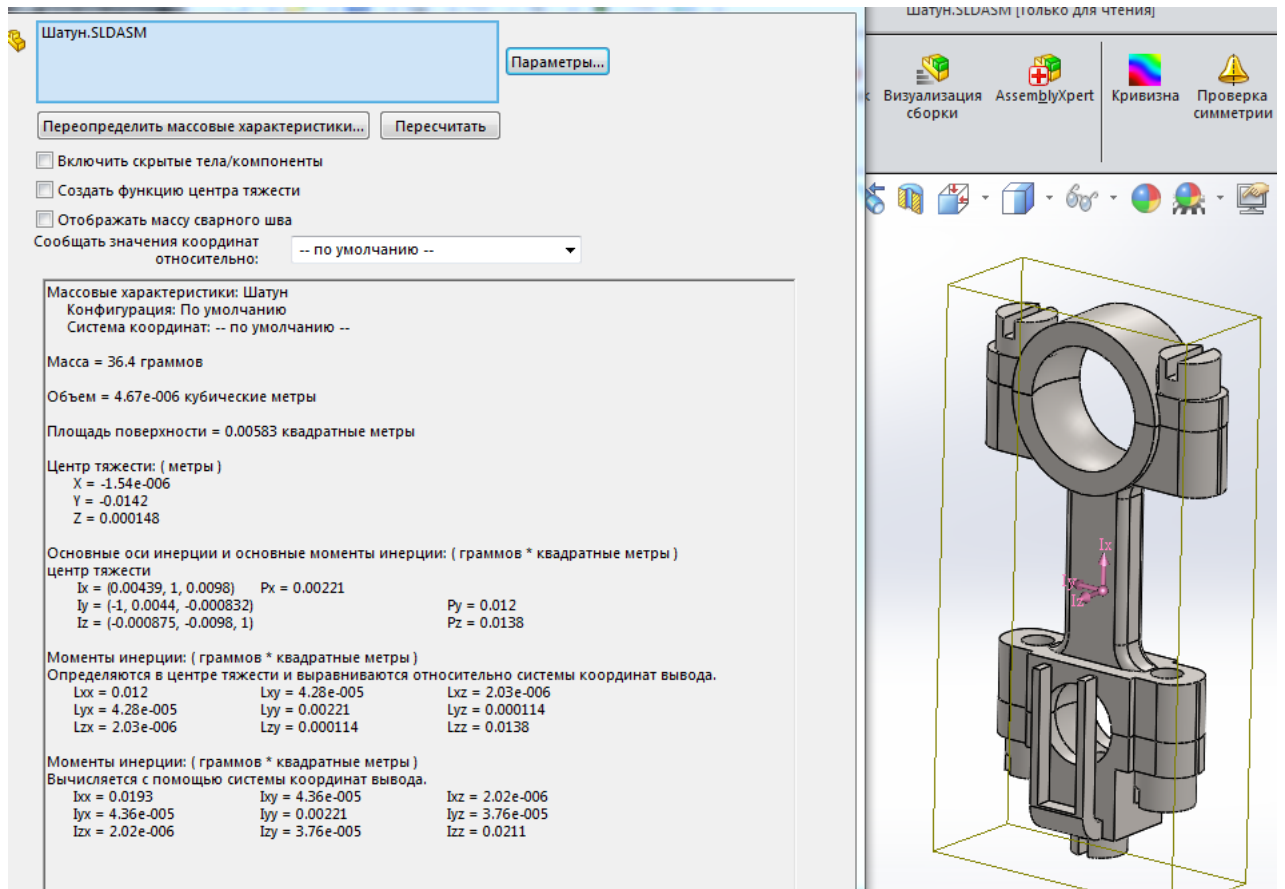 Шатун.SLDASM [Только для чтения]
Шатун.SLDASM
Параметры...
Визуализация сборки
AssemblyXpert
Кривизна
Проверка симметрии
Переопределить массовые характеристики...
Пересчитать
Включить скрытые тела/компоненты
Создать функцию центра тяжести
Отображать массу сварного шва
Сообщать значения координат
относительно:
-- по умолчанию --
Массовые характеристики: Шатун
Конфигурация: По умолчанию
Система координат: -- по умолчанию --
Масса = 36.4 граммов
Объем = 4.67e-006 кубические метры
Площадь поверхности = 0.00583 квадратные метры
Центр тяжести: ( метры )
X = -1.54e-006
Y = -0.0142
Z = 0.000148
Основные оси инерции и основные моменты инерции: ( граммов * квадратные метры )
центр тяжести
Ix = (0.00439, 1, 0.0098) Px = 0.00221
Iy = (-1, 0.0044, -0.000832) Py = 0.012
Iz = (-0.000875, -0.0098, 1) Pz = 0.0138
Моменты инерции: ( граммов * квадратные метры )
Определяются в центре тяжести и выравниваются относительно системы координат вывода.
Lxx = 0.012 Lxy = 4.28e-005 Lxz = 2.03e-006
Lyx = 4.28e-005 Lyy = 0.00221 Lyz = 0.000114
Lzx = 2.03e-006 Lzy = 0.000114 Lzz = 0.0138
Моменты инерции: ( граммов * квадратные метры )
Вычисляется с помощью системы координат вывода.
Ixx = 0.0193 Ixy = 4.36e-005 Ixz = 2.02e-006
Iyx = 4.36e-005 Iyy = 0.00221 Iyz = 3.76e-005
Izx = 2.02e-006 Izy = 3.76e-005 Izz = 0.0211
Ix
Iy
Iz